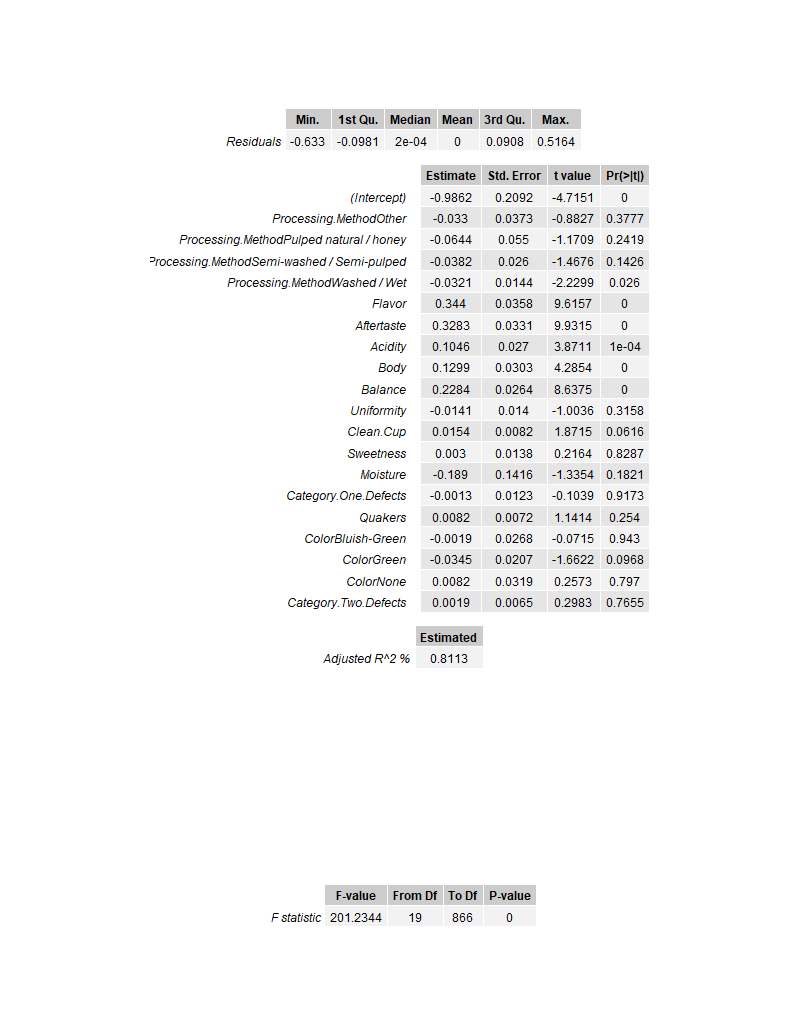 Min. 1st Qu. Median Mean 3rd Qu. Max.
Residuals -0.633 -0.0981 2e-04 0 0.0908 0.5164
Estimate Std. Error t value Pr(>|t|)
(Intercept) -0.9862 0.2092 -4.7151 0
Processing.MethodOther -0.033 0.0373 -0.8827 0.3777
Processing.MethodPulped natural / honey -0.0644 0.055 -1.1709 0.2419
Processing.MethodSemi-washed / Semi-pulped -0.0382 0.026 -1.4676 0.1426
Processing.MethodWashed / Wet -0.0321 0.0144 -2.2299 0.026
Flavor 0.344 0.0358 9.6157 0
Aftertaste 0.3283 0.0331 9.9315 0
Acidity 0.1046 0.027 3.8711 1e-04
Body 0.1299 0.0303 4.2854 0
Balance 0.2284 0.0264 8.6375 0
Uniformity -0.0141 0.014 -1.0036 0.3158
Clean.Cup 0.0154 0.0082 1.8715 0.0616
Sweetness 0.003 0.0138 0.2164 0.8287
Moisture -0.189 0.1416 -1.3354 0.1821
Category.One.Defects -0.0013 0.0123 -0.1039 0.9173
Quakers 0.0082 0.0072 1.1414 0.254
ColorBluish-Green -0.0019 0.0268 -0.0715 0.943
ColorGreen -0.0345 0.0207 -1.6622 0.0968
ColorNone 0.0082 0.0319 0.2573 0.797
Category.Two.Defects 0.0019 0.0065 0.2983 0.7655
Estimated
Adjusted R^2 % 0.8113
F-value From Df To Df P-value
F statistic 201.2344 19 866 0